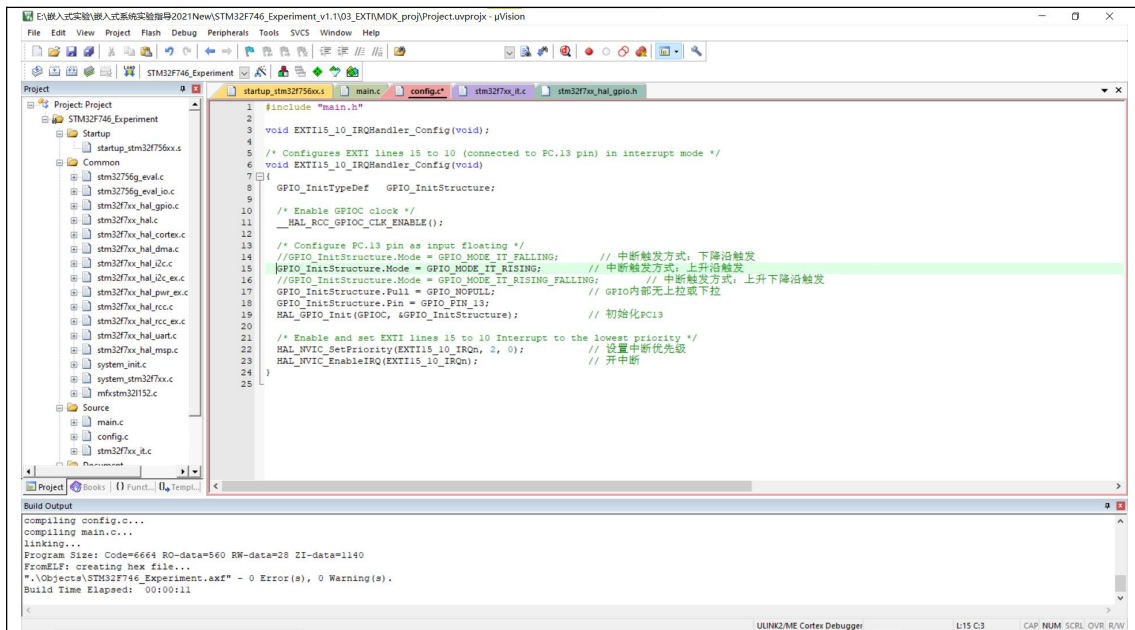 E:\嵌入式实验\嵌入式系统实验指导2021New\STM32F746_Experiment_v1.1\03_EXTI\MDK_proj\Project.uvprojx - µVision
File Edit View Project Flash Debug Peripherals Tools SVCS Window Help
STM32F746_Experiment
Project
startup_stm32f756xx.s main.c config.c* stm32f7xx_it.c stm32f7xx_hal_gpio.h
Project: Project
STM32F746_Experiment
Startup
startup_stm32f756xx.s
Common
stm32756g_eval.c
stm32756g_eval_io.c
stm32f7xx_hal_gpio.c
stm32f7xx_hal.c
stm32f7xx_hal_cortex.c
stm32f7xx_hal_dma.c
stm32f7xx_hal_i2c.c
stm32f7xx_hal_i2c_ex.c
stm32f7xx_hal_pwr_ex.c
stm32f7xx_hal_rcc.c
stm32f7xx_hal_rcc_ex.c
stm32f7xx_hal_uart.c
stm32f7xx_hal_msp.c
system_init.c
system_stm32f7xx.c
mfxstm32l152.c
Source
main.c
config.c
stm32f7xx_it.c
Document
Project Books Funct... Templ...
1 #include "main.h"
2
3 void EXTI15_10_IRQHandler_Config(void);
4
5 /* Configures EXTI lines 15 to 10 (connected to PC.13 pin) in interrupt mode */
6 void EXTI15_10_IRQHandler_Config(void)
7 {
8 GPIO_InitTypeDef GPIO_InitStructure;
9
10 /* Enable GPIOC clock */
11 __HAL_RCC_GPIOC_CLK_ENABLE();
12
13 /* Configure PC.13 pin as input floating */
14 //GPIO_InitStructure.Mode = GPIO_MODE_IT_FALLING; // 中断触发方式：下降沿触发
15 GPIO_InitStructure.Mode = GPIO_MODE_IT_RISING; // 中断触发方式：上升沿触发
16 //GPIO_InitStructure.Mode = GPIO_MODE_IT_RISING_FALLING; // 中断触发方式：上升下降沿触发
17 GPIO_InitStructure.Pull = GPIO_NOPULL; // GPIO内部无上拉或下拉
18 GPIO_InitStructure.Pin = GPIO_PIN_13;
19 HAL_GPIO_Init(GPIOC, &GPIO_InitStructure); // 初始化PC13
20
21 /* Enable and set EXTI lines 15 to 10 Interrupt to the lowest priority */
22 HAL_NVIC_SetPriority(EXTI15_10_IRQn, 2, 0); // 设置中断优先级
23 HAL_NVIC_EnableIRQ(EXTI15_10_IRQn); // 开中断
24 }
25
Build Output
compiling config.c...
compiling main.c...
linking...
Program Size: Code=6664 RO-data=560 RW-data=28 ZI-data=1140
FromELF: creating hex file...
".\Objects\STM32F746_Experiment.axf" - 0 Error(s), 0 Warning(s).
Build Time Elapsed: 00:00:11
ULINK2/ME Cortex Debugger L:15 C:3 CAP NUM SCRL OVR R/W